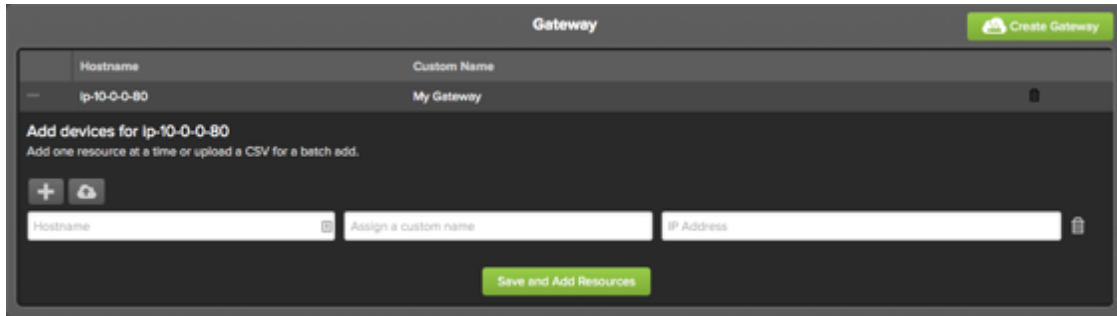 Gateway
Create Gateway
Hostname Custom Name
ip-10-0-0-80 My Gateway
Add devices for ip-10-0-0-80
Add one resource at a time or upload a CSV for a batch add.
Hostname Assign a custom name IP Address
Save and Add Resources